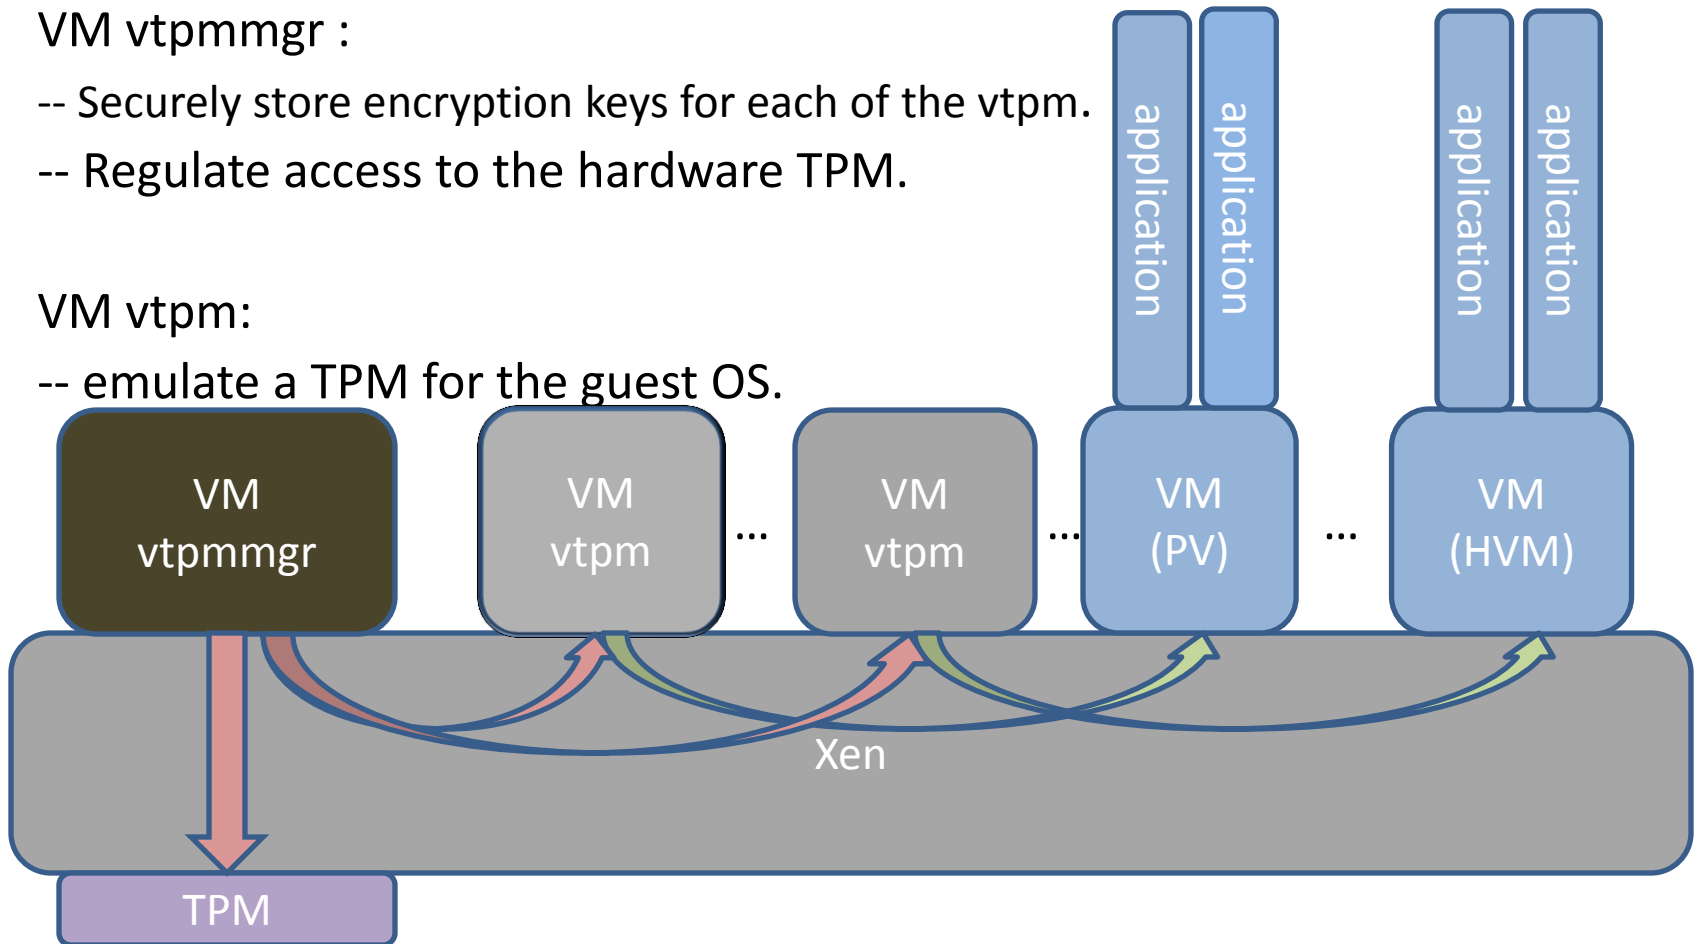 VM vtpmmgr :
-- Securely store encryption keys for each of the vtpm.
-- Regulate access to the hardware TPM.
VM vtpm:
-- emulate a TPM for the guest OS.
application
application
application
application
VM
vtpmmgr
VM
vtpm
...
VM
vtpm
...
VM
(PV)
...
VM
(HVM)
Xen
TPM